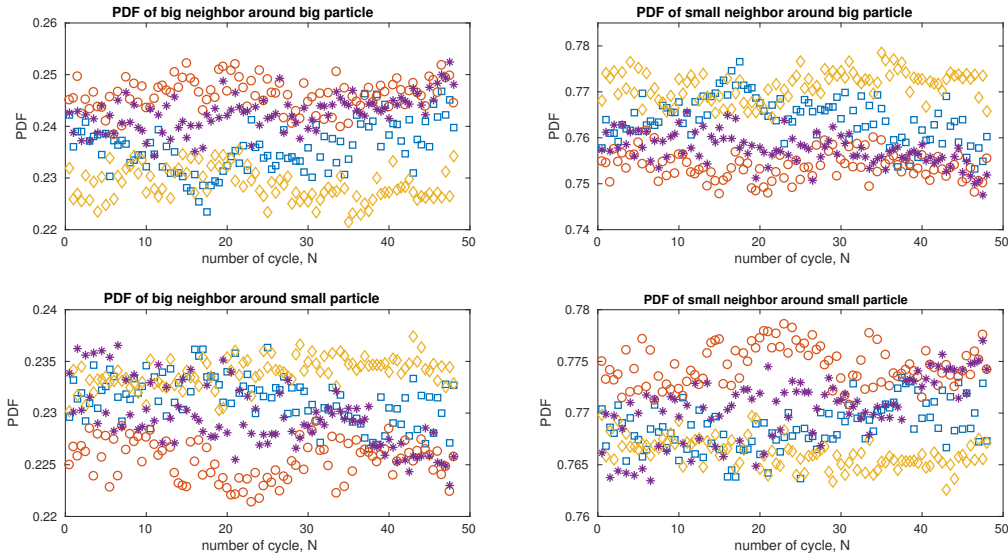 PDF of big neighbor around big particle
0.26
0.25
0.24
0.23
0.22
PDF
0 10 20 30 40 50
number of cycle, N
PDF of small neighbor around big particle
0.78
0.77
0.76
0.75
0.74
PDF
0 10 20 30 40 50
number of cycle, N
PDF of big neighbor around small particle
0.24
0.235
0.23
0.225
0.22
PDF
0 10 20 30 40 50
number of cycle, N
PDF of small neighbor around small particle
0.78
0.775
0.77
0.765
0.76
PDF
0 10 20 30 40 50
number of cycle, N